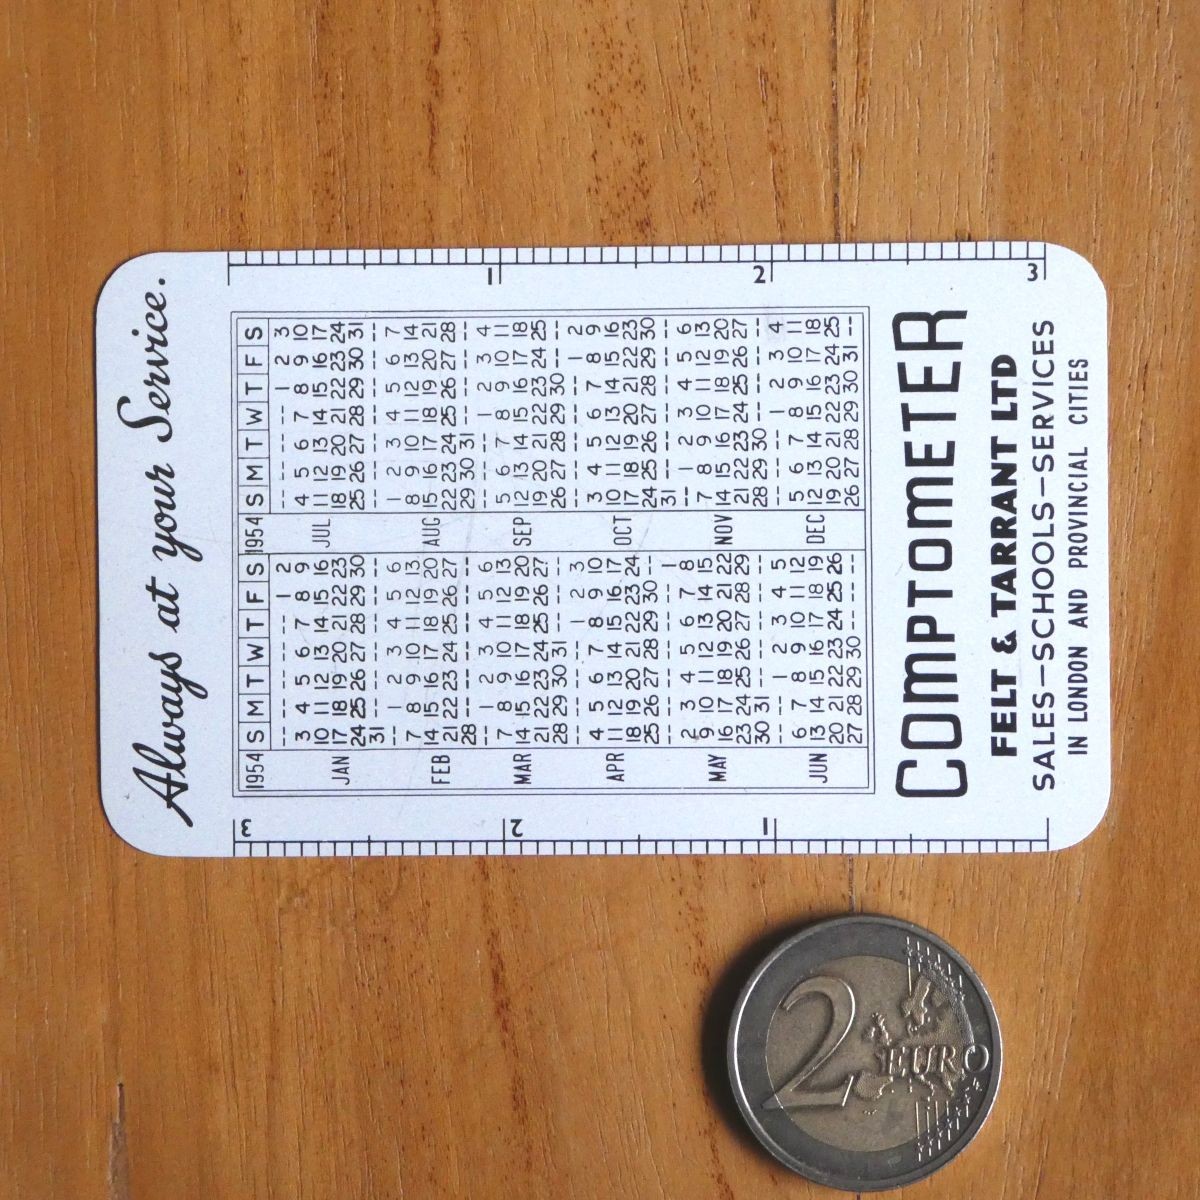 Always at your Service.
3 2 1
1 2 3
1954 S M T W T F S
-- -- -- -- -- 1 2
3 4 5 6 7 8 9
10 11 12 13 14 15 16
JAN 17 18 19 20 21 22 23
24 25 26 27 28 29 30
31 -- -- -- -- -- --
-- 1 2 3 4 5 6
7 8 9 10 11 12 13
FEB 14 15 16 17 18 19 20
21 22 23 24 25 26 27
28 -- -- -- -- -- --
-- 1 2 3 4 5 6
7 8 9 10 11 12 13
MAR 14 15 16 17 18 19 20
21 22 23 24 25 26 27
28 29 30 31 -- -- --
-- -- -- -- 1 2 3
4 5 6 7 8 9 10
APR 11 12 13 14 15 16 17
18 19 20 21 22 23 24
25 26 27 28 29 30 --
-- -- -- -- -- -- 1
2 3 4 5 6 7 8
9 10 11 12 13 14 15
MAY 16 17 18 19 20 21 22
23 24 25 26 27 28 29
30 31 -- -- -- -- --
-- -- 1 2 3 4 5
6 7 8 9 10 11 12
JUN 13 14 15 16 17 18 19
20 21 22 23 24 25 26
27 28 29 30 -- -- --
1954 S M T W T F S
-- -- -- -- 1 2 3
4 5 6 7 8 9 10
JUL 11 12 13 14 15 16 17
18 19 20 21 22 23 24
25 26 27 28 29 30 31
-- -- -- -- -- -- --
1 2 3 4 5 6 7
8 9 10 11 12 13 14
AUG 15 16 17 18 19 20 21
22 23 24 25 26 27 28
29 30 31 -- -- -- --
-- -- -- 1 2 3 4
5 6 7 8 9 10 11
SEP 12 13 14 15 16 17 18
19 20 21 22 23 24 25
26 27 28 29 30 -- --
-- -- -- -- -- 1 2
3 4 5 6 7 8 9
OCT 10 11 12 13 14 15 16
17 18 19 20 21 22 23
24 25 26 27 28 29 30
31 -- -- -- -- -- --
-- 1 2 3 4 5 6
7 8 9 10 11 12 13
NOV 14 15 16 17 18 19 20
21 22 23 24 25 26 27
28 29 30 -- -- -- --
-- -- -- 1 2 3 4
5 6 7 8 9 10 11
DEC 12 13 14 15 16 17 18
19 20 21 22 23 24 25
26 27 28 29 30 31 --
COMPTOMETER
FELT & TARRANT LTD
SALES—SCHOOLS—SERVICES
IN LONDON AND PROVINCIAL CITIES
2 EURO